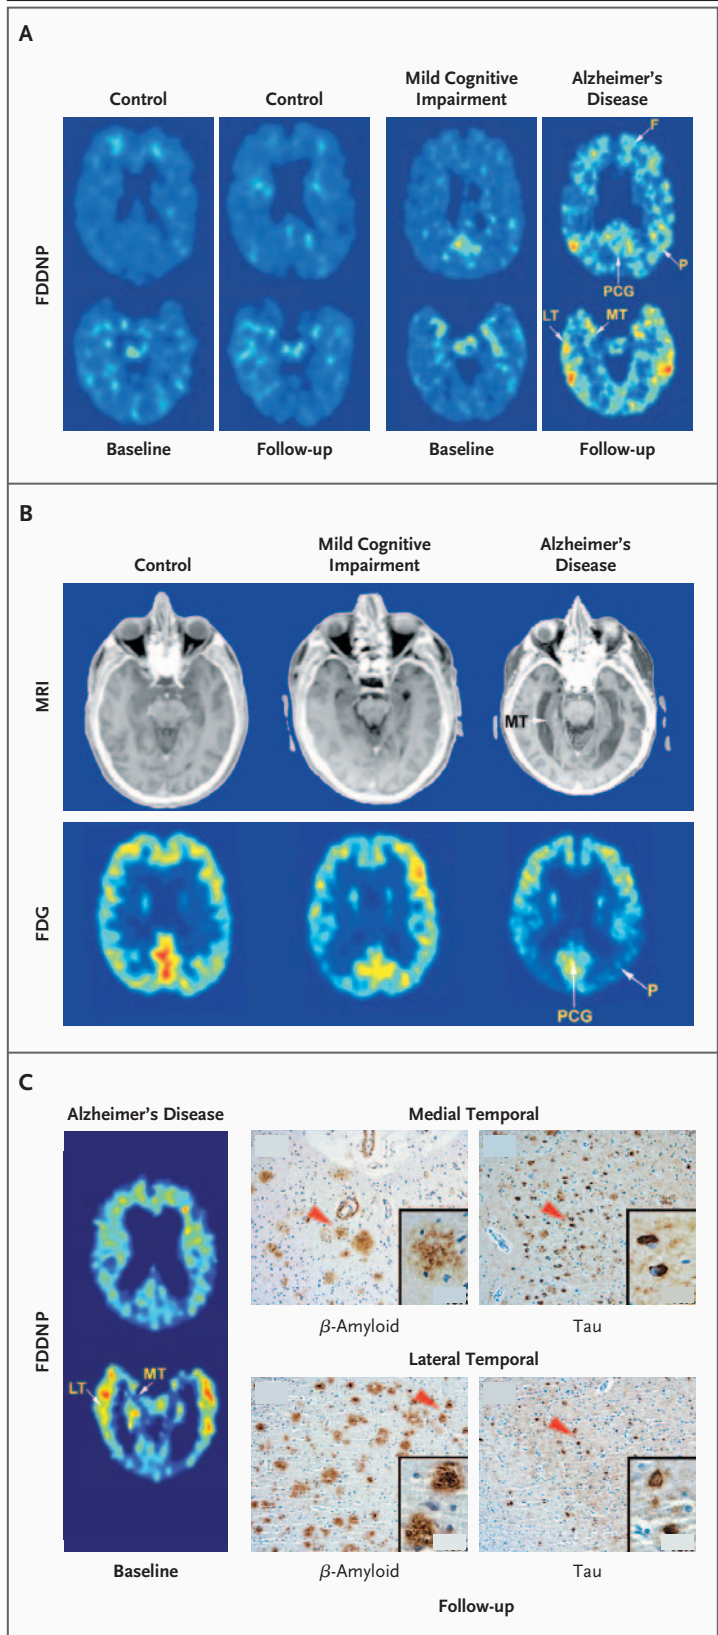 A
Control
Control
Mild Cognitive
Impairment
Alzheimer's
Disease
FDDNP
F
P
PCG
LT
MT
Baseline
Follow-up
Baseline
Follow-up
B
Control
Mild Cognitive
Impairment
Alzheimer's
Disease
MRI
MT
FDG
P
PCG
C
Alzheimer's Disease
Medial Temporal
FDDNP
LT
MT
β-Amyloid
Tau
Lateral Temporal
Baseline
β-Amyloid
Tau
Follow-up